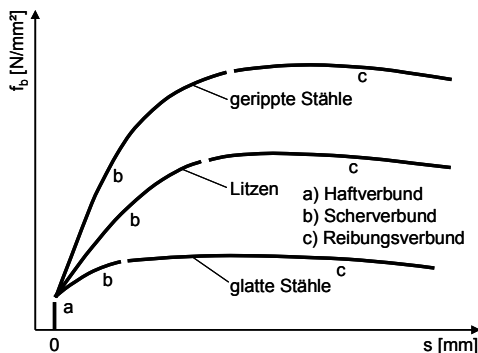 f_b [N/mm²]
c
gerippte Stähle
b
c
Litzen
b
a) Haftverbund
b) Scherverbund
c) Reibungsverbund
b
c
glatte Stähle
a
0
s [mm]